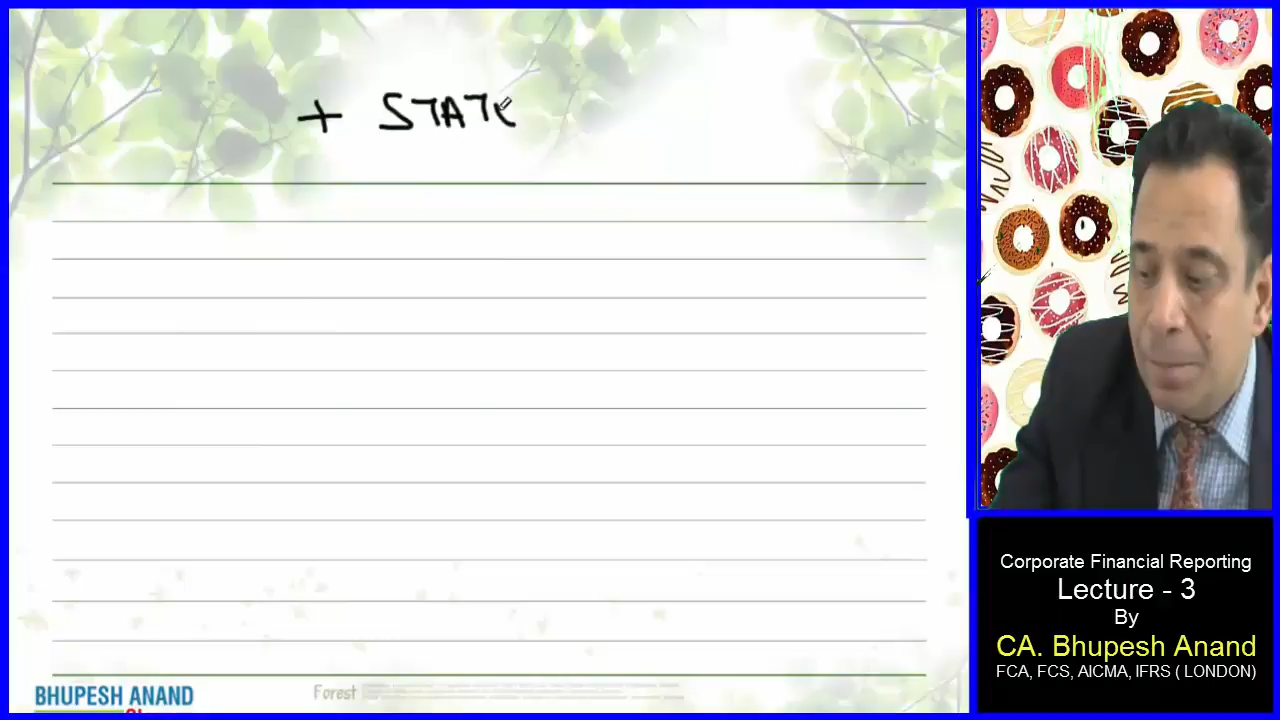 + STATE
Corporate Financial Reporting
Lecture - 3
By
CA. Bhupesh Anand
FCA, FCS, AICMA, IFRS ( LONDON)
BHUPESH ANAND
Forest